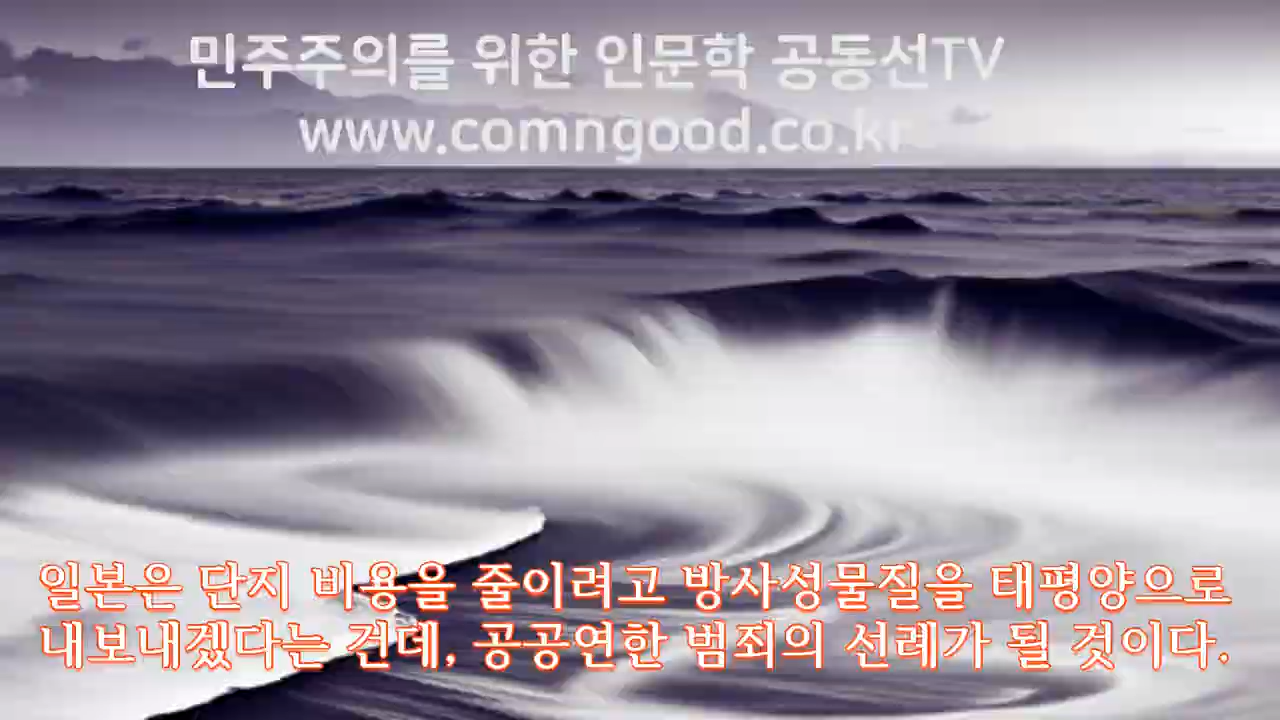 민주주의를 위한 인문학 공동선TV
www.comngood.co.kr
일본은 단지 비용을 줄이려고 방사성물질을 태평양으로
내보내겠다는 건데, 공공연한 범죄의 선례가 될 것이다.